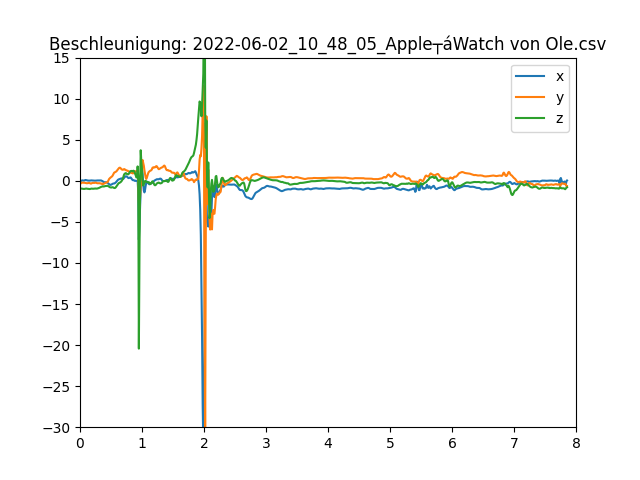 Beschleunigung: 2022-06-02_10_48_05_Apple┬áWatch von Ole.csv
15
10
5
0
−5
−10
−15
−20
−25
−30
0 1 2 3 4 5 6 7 8
x
y
z